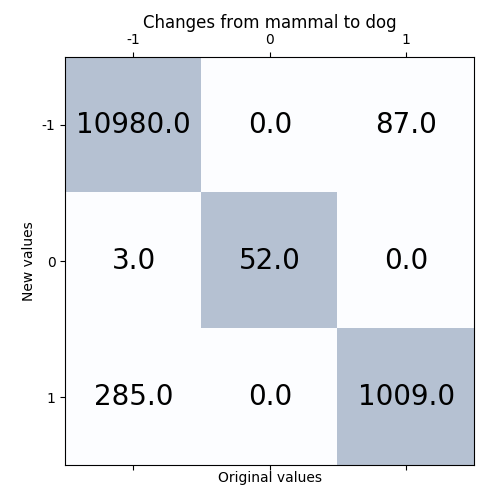 Changes from mammal to dog
-1 0 1
-1 10980.0 0.0 87.0
0 3.0 52.0 0.0
1 285.0 0.0 1009.0
New values
Original values